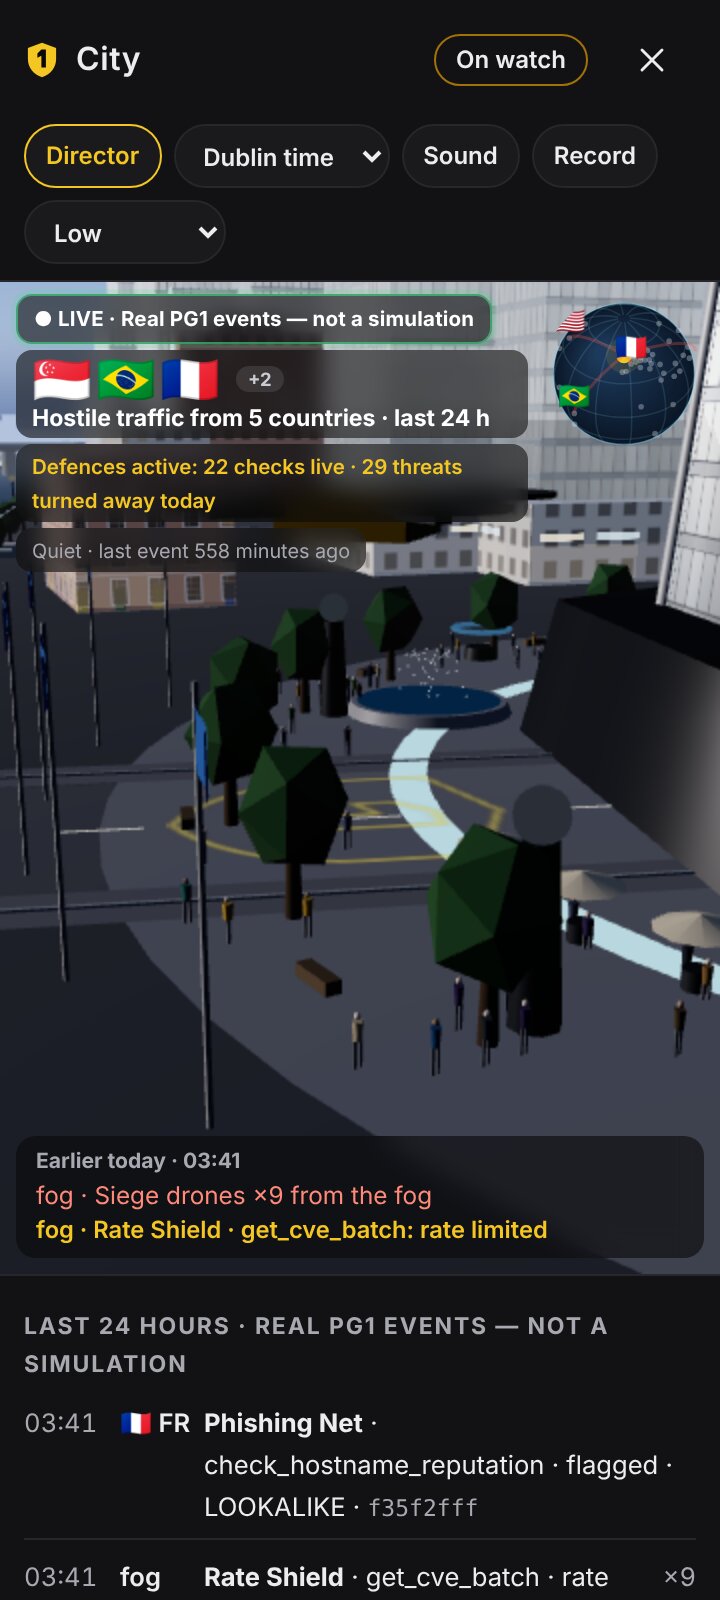 1 City On watch
Director Dublin time Sound Record
Low
LIVE · Real PG1 events — not a simulation
+2
Hostile traffic from 5 countries · last 24 h
Defences active: 22 checks live · 29 threats
turned away today
Quiet · last event 558 minutes ago
Earlier today · 03:41
fog · Siege drones ×9 from the fog
fog · Rate Shield · get_cve_batch: rate limited
LAST 24 HOURS · REAL PG1 EVENTS — NOT A
SIMULATION
03:41 FR Phishing Net ·
check_hostname_reputation · flagged ·
LOOKALIKE · f35f2fff
03:41 fog Rate Shield · get_cve_batch · rate ×9